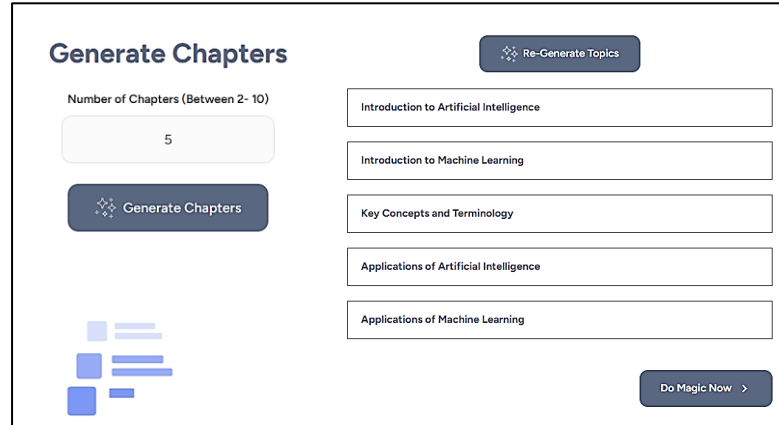 Generate Chapters
Number of Chapters (Between 2- 10)
5
Generate Chapters
Re-Generate Topics
Introduction to Artificial Intelligence
Introduction to Machine Learning
Key Concepts and Terminology
Applications of Artificial Intelligence
Applications of Machine Learning
Do Magic Now